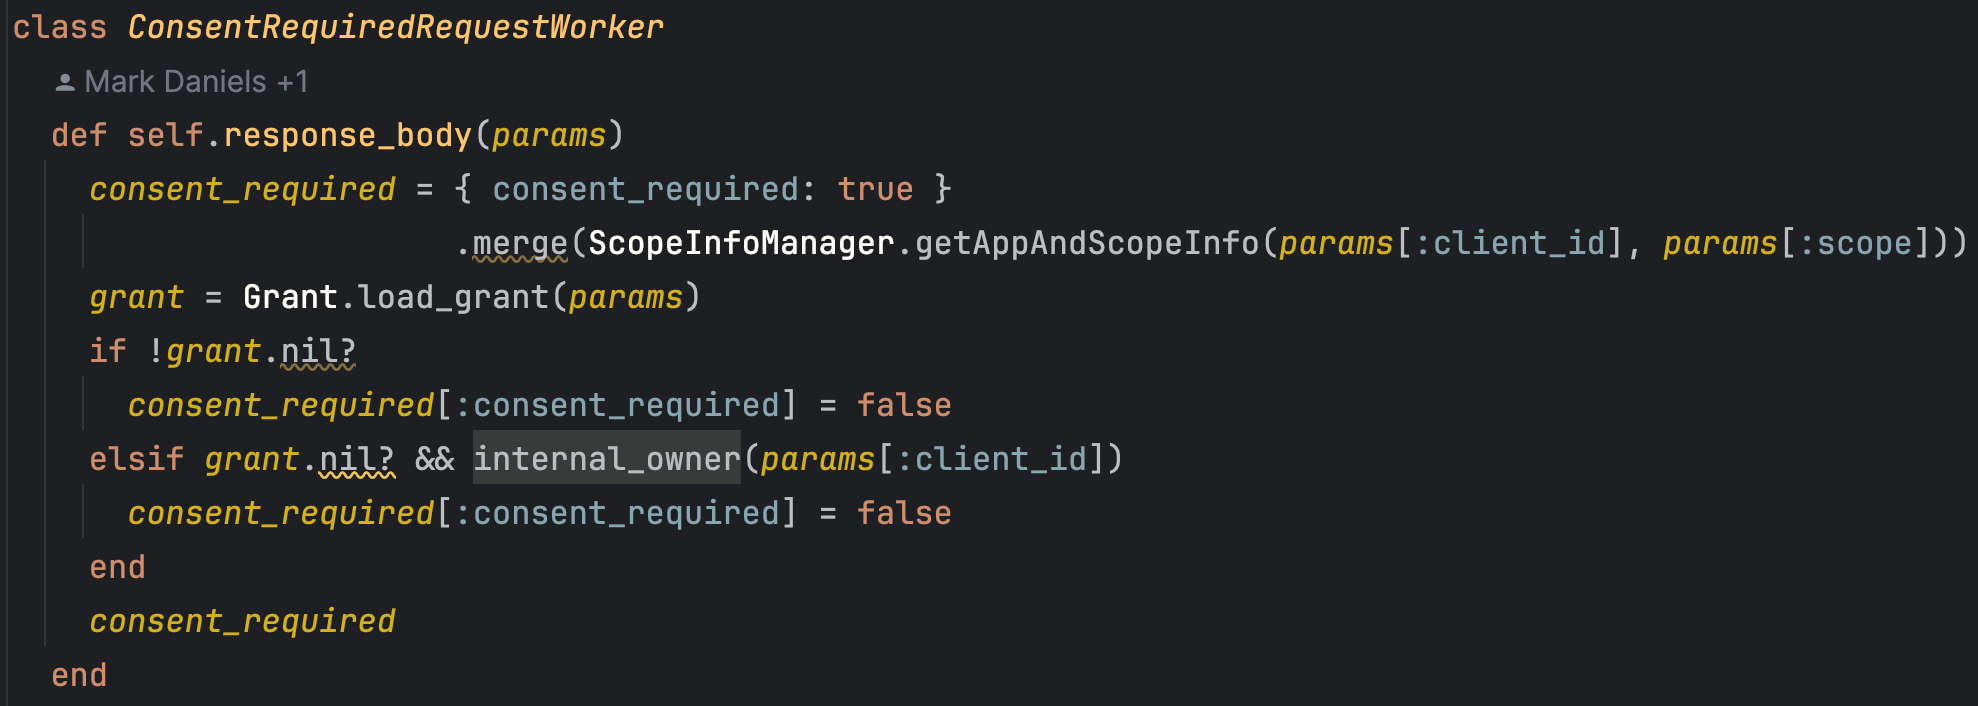 class ConsentRequiredRequestWorker
Mark Daniels +1
def self.response_body(params)
consent_required = { consent_required: true }
.merge(ScopeInfoManager.getAppAndScopeInfo(params[:client_id], params[:scope]))
grant = Grant.load_grant(params)
if !grant.nil?
consent_required[:consent_required] = false
elsif grant.nil? && internal_owner(params[:client_id])
consent_required[:consent_required] = false
end
consent_required
end